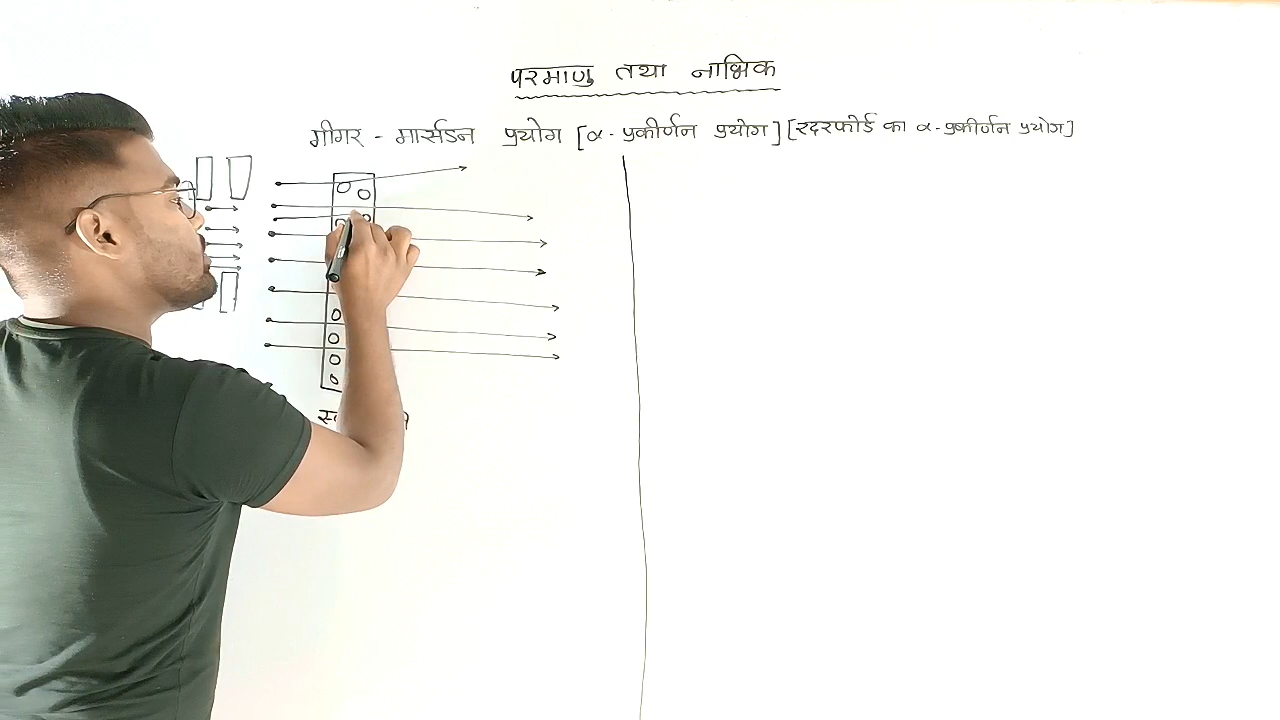 परमाणु तथा नाभिक
गीगर - मार्सडन प्रयोग [α - प्रकीर्णन प्रयोग] [रदरफोर्ड का α - प्रकीर्णन प्रयोग]